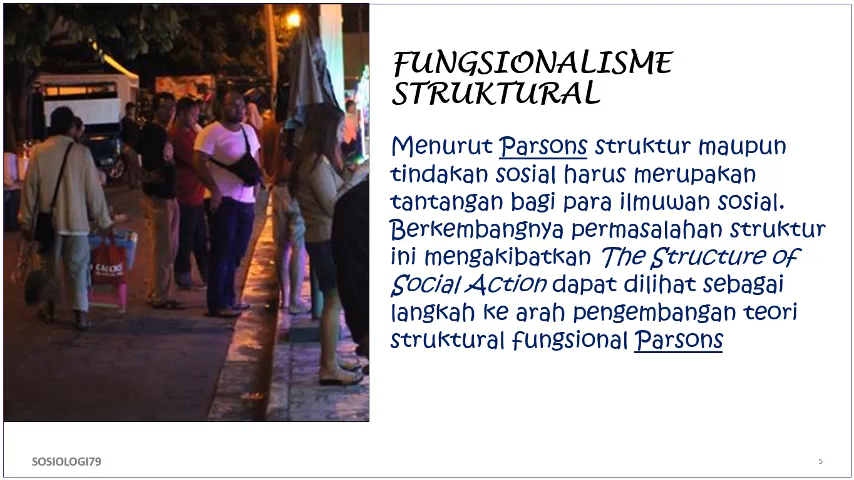 FUNGSIONALISME
STRUKTURAL
Menurut Parsons struktur maupun
tindakan sosial harus merupakan
tantangan bagi para ilmuwan sosial.
Berkembangnya permasalahan struktur
ini mengakibatkan The Structure of
Social Action dapat dilihat sebagai
langkah ke arah pengembangan teori
struktural fungsional Parsons
SOSIOLOGI79
5